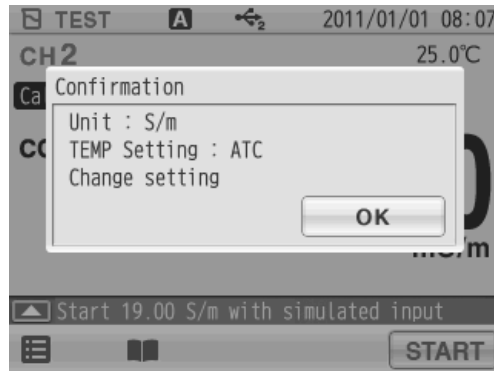 TEST A 2 2011/01/01 08:07
CH2 25.0℃
Confirmation
Unit : S/m
TEMP Setting : ATC
Change setting
OK
Start 19.00 S/m with simulated input
START